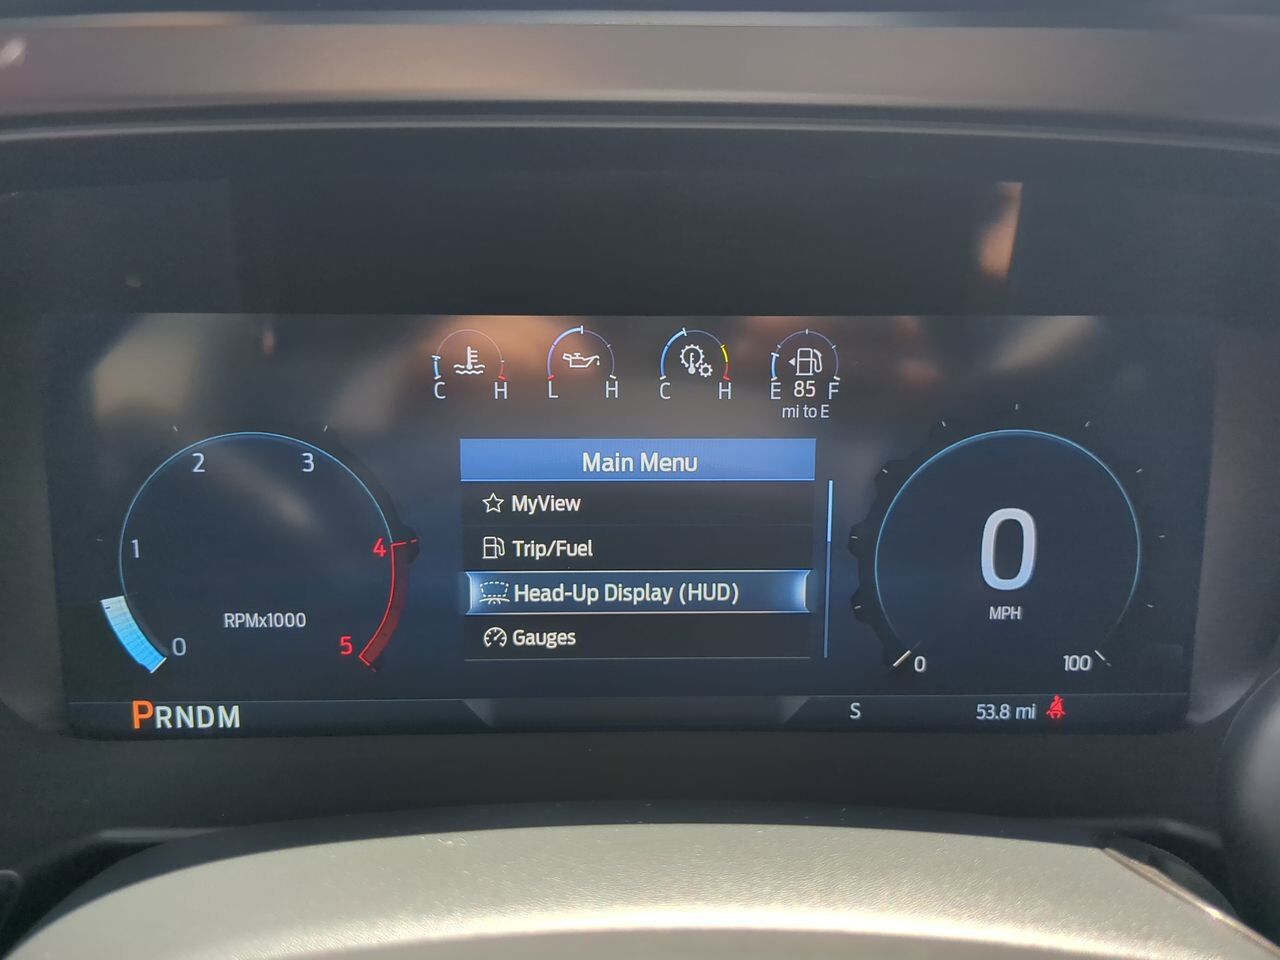 C H
L H
C H
E 85 F
mi to E
Main Menu
MyView
Trip/Fuel
Head-Up Display (HUD)
Gauges
0
1
2
3
4
5
RPMx1000
0
MPH
0
100
PRNDM
S
53.8 mi